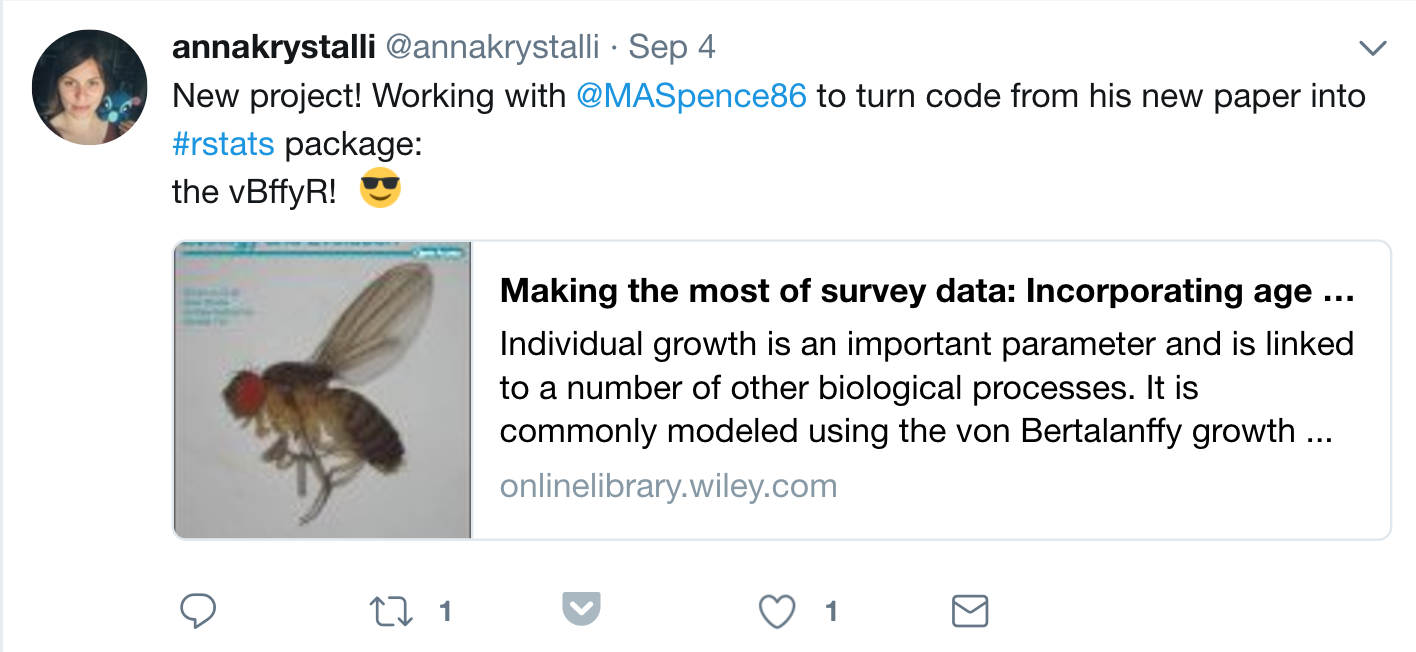 annakrystalli @annakrystalli · Sep 4
New project! Working with @MASpence86 to turn code from his new paper into
#rstats package:
the vBffyR! 😎
Making the most of survey data: Incorporating age ...
Individual growth is an important parameter and is linked
to a number of other biological processes. It is
commonly modeled using the von Bertalanffy growth ...
onlinelibrary.wiley.com
1
1